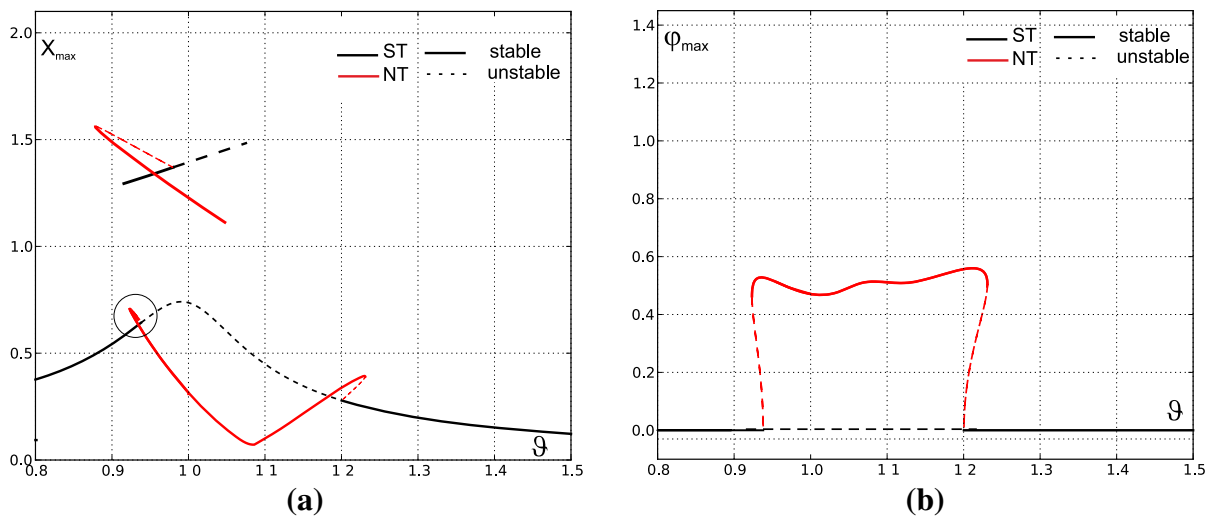 2.0
1.5
1.0
0.5
0.0
X max
ST stable
NT unstable
0.8 0.9 1 0 1 1 1 2 1.3 1.4 1.5
ϑ
(a)
1.4
1.2
1.0
0.8
0.6
0.4
0.2
0.0
φ max
ST stable
NT unstable
ϑ
0.8 0.9 1.0 1 1 1 2 1.3 1.4 1.5
(b)